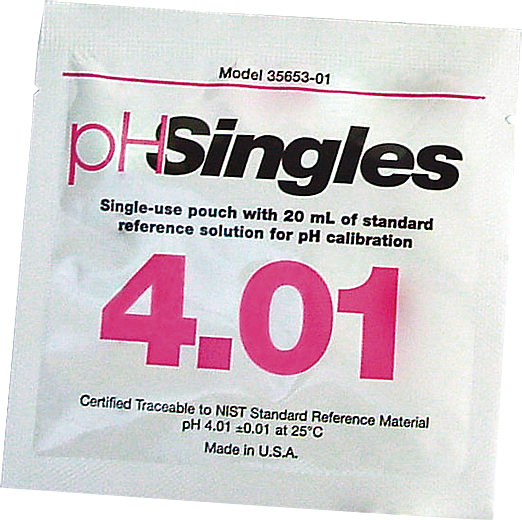 Model 35653-01
pHSingles
Single-use pouch with 20 mL of standard
reference solution for pH calibration
4.01
Certified Traceable to NIST Standard Reference Material
pH 4.01 ±0.01 at 25°C
Made in U.S.A.